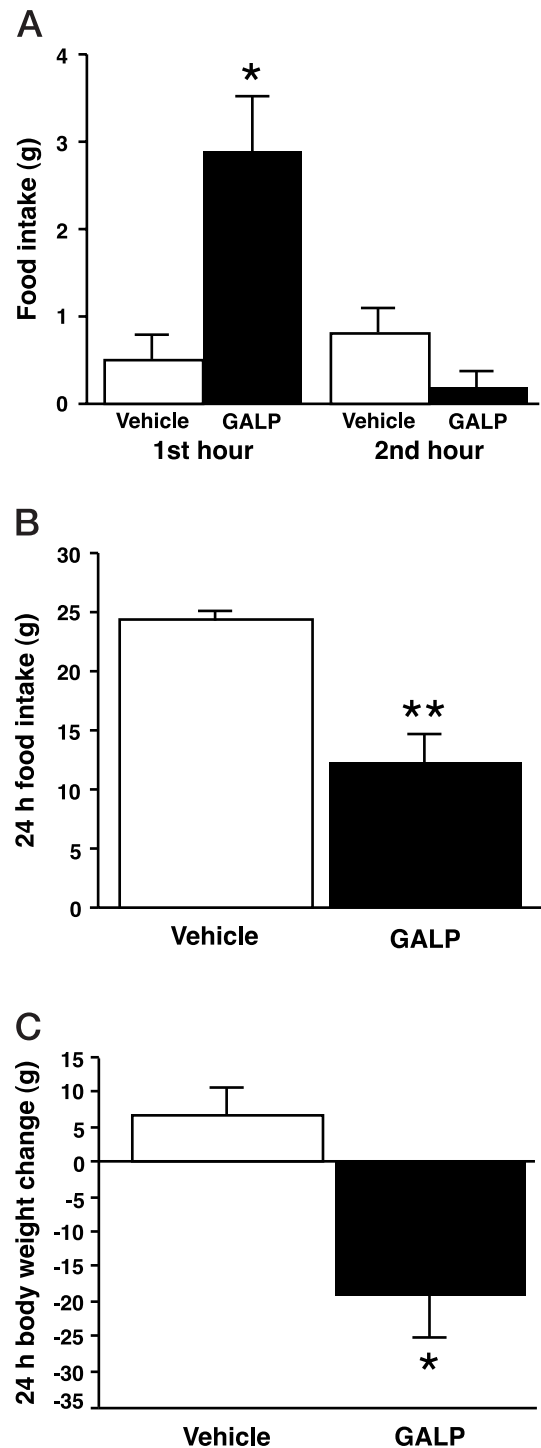 A
Food intake (g)
4
3
2
1
0
*
Vehicle GALP Vehicle GALP
1st hour 2nd hour
B
24 h food intake (g)
30
25
20
15
10
5
0
**
Vehicle GALP
C
24 h body weight change (g)
15
10
5
0
-5
-10
-15
-20
-25
-30
-35
*
Vehicle GALP